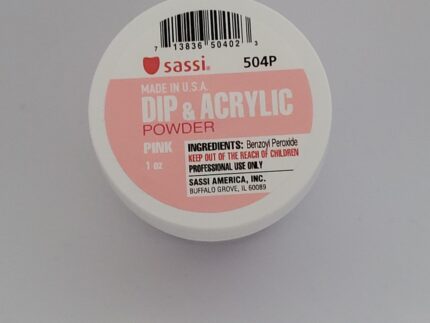 7 13836 50402 3
sassi®
504P
MADE IN U.S.A.
DIP & ACRYLIC
POWDER
PINK
1 oz
INGREDIENTS: Benzoyl Peroxide
KEEP OUT OF THE REACH OF CHILDREN
PROFESSIONAL USE ONLY
SASSI AMERICA, INC.
BUFFALO GROVE, IL 60089